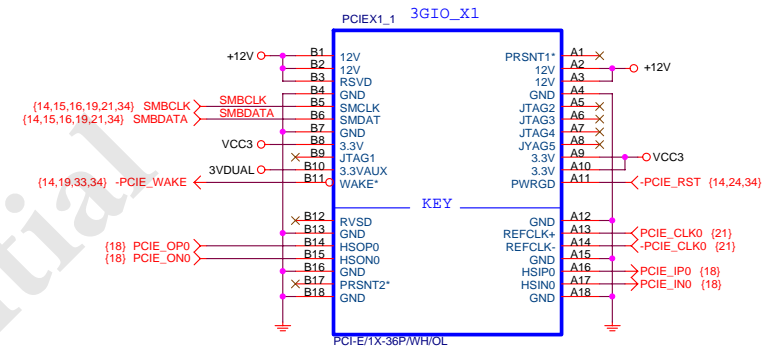 PCIEX1_1 3GIO_X1
+12V B1 12V PRSNT1* A1
B2 12V 12V A2 +12V
B3 RSVD 12V A3
B4 GND GND A4
{14,15,16,19,21,34} SMBCLK SMBCLK B5 SMCLK JTAG2 A5
{14,15,16,19,21,34} SMBDATA SMBDATA B6 SMDAT JTAG3 A6
B7 GND JTAG4 A7
VCC3 B8 3.3V JYAG5 A8
B9 JTAG1 3.3V A9 VCC3
3VDUAL B10 3.3VAUX 3.3V A10
{14,19,33,34} -PCIE_WAKE B11 WAKE* PWRGD A11 -PCIE_RST {14,24,34}
KEY
B12 RVSD GND A12
B13 GND REFCLK+ A13 PCIE_CLK0 {21}
{18} PCIE_OP0 B14 HSOP0 REFCLK- A14 -PCIE_CLK0 {21}
{18} PCIE_ON0 B15 HSON0 GND A15
B16 GND HSIP0 A16 PCIE_IP0 {18}
B17 PRSNT2* HSIN0 A17 PCIE_IN0 {18}
B18 GND GND A18
PCI-E/1X-36P/WH/OL
tial